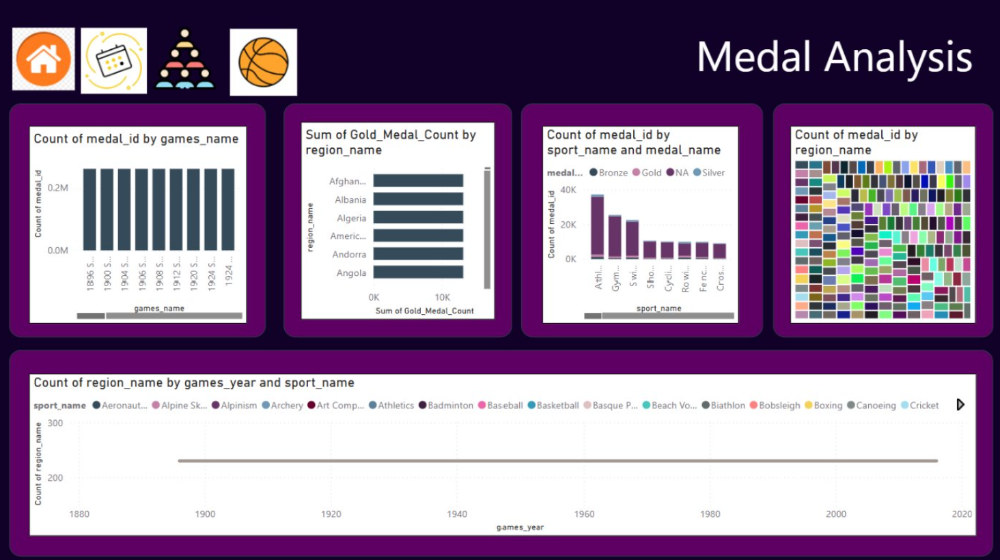 Medal Analysis
Count of medal_id by games_name
Count of medal_id
0.2M
0.0M
1896 S...
1900 S...
1904 S...
1906 S...
1908 S...
1912 S...
1920 S...
1924 S...
1924 ...
games_name
Sum of Gold_Medal_Count by
region_name
region_name
Afghan...
Albania
Algeria
Americ...
Andorra
Angola
0K 10K
Sum of Gold_Medal_Count
Count of medal_id by
sport_name and medal_name
medal... Bronze Gold NA Silver
Count of medal_id
40K
20K
0K
Athl...
Gym...
Swi...
Sho...
Cycli...
Rowi...
Fenc...
Cros...
sport_name
Count of medal_id by
region_name
Count of region_name by games_year and sport_name
sport_name Aeronaut... Alpine Sk... Alpinism Archery Art Comp... Athletics Badminton Baseball Basketball Basque P... Beach Vo... Biathlon Bobsleigh Boxing Canoeing Cricket
Count of region_name
300
200
1880 1900 1920 1940 1960 1980 2000 2020
games_year